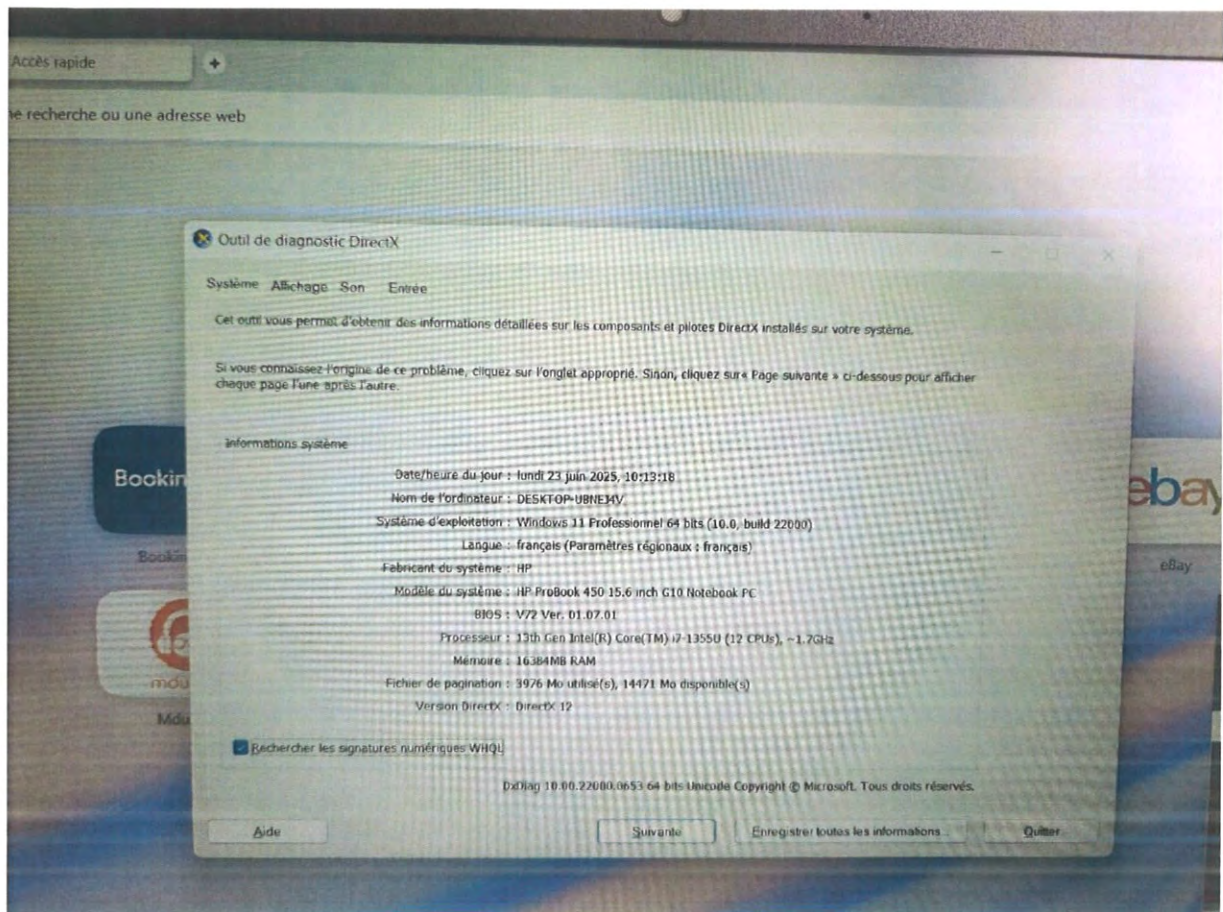 Accès rapide
+
ne recherche ou une adresse web
Outil de diagnostic DirectX
Système Affichage Son Entrée
Cet outil vous permet d'obtenir des informations détaillées sur les composants et pilotes DirectX installés sur votre système.
Si vous connaissez l'origine de ce problème, cliquez sur l'onglet approprié. Sinon, cliquez sur« Page suivante » ci-dessous pour afficher
chaque page l'une après l'autre.
Informations système
Date/heure du jour : lundi 23 juin 2025, 10:13:18
Nom de l'ordinateur : DESKTOP-UBNEJ4V
Système d'exploitation : Windows 11 Professionnel 64 bits (10.0, build 22000)
Langue : français (Paramètres régionaux : français)
Fabricant du système : HP
Modèle du système : HP ProBook 450 15.6 inch G10 Notebook PC
BIOS : V72 Ver. 01.07.01
Processeur : 13th Gen Intel(R) Core(TM) i7-1355U (12 CPUs), ~1.7GHz
Mémoire : 16384MB RAM
Fichier de pagination : 3976 Mo utilisé(s), 14471 Mo disponible(s)
Version DirectX : DirectX 12
Rechercher les signatures numériques WHQL
DxDiag 10.00.22000.0653 64 bits Unicode Copyright © Microsoft. Tous droits réservés.
Aide
Suivante
Enregistrer toutes les informations...
Quitter
Bookin
Bookin
mdu
Mdu
ebay
eBay